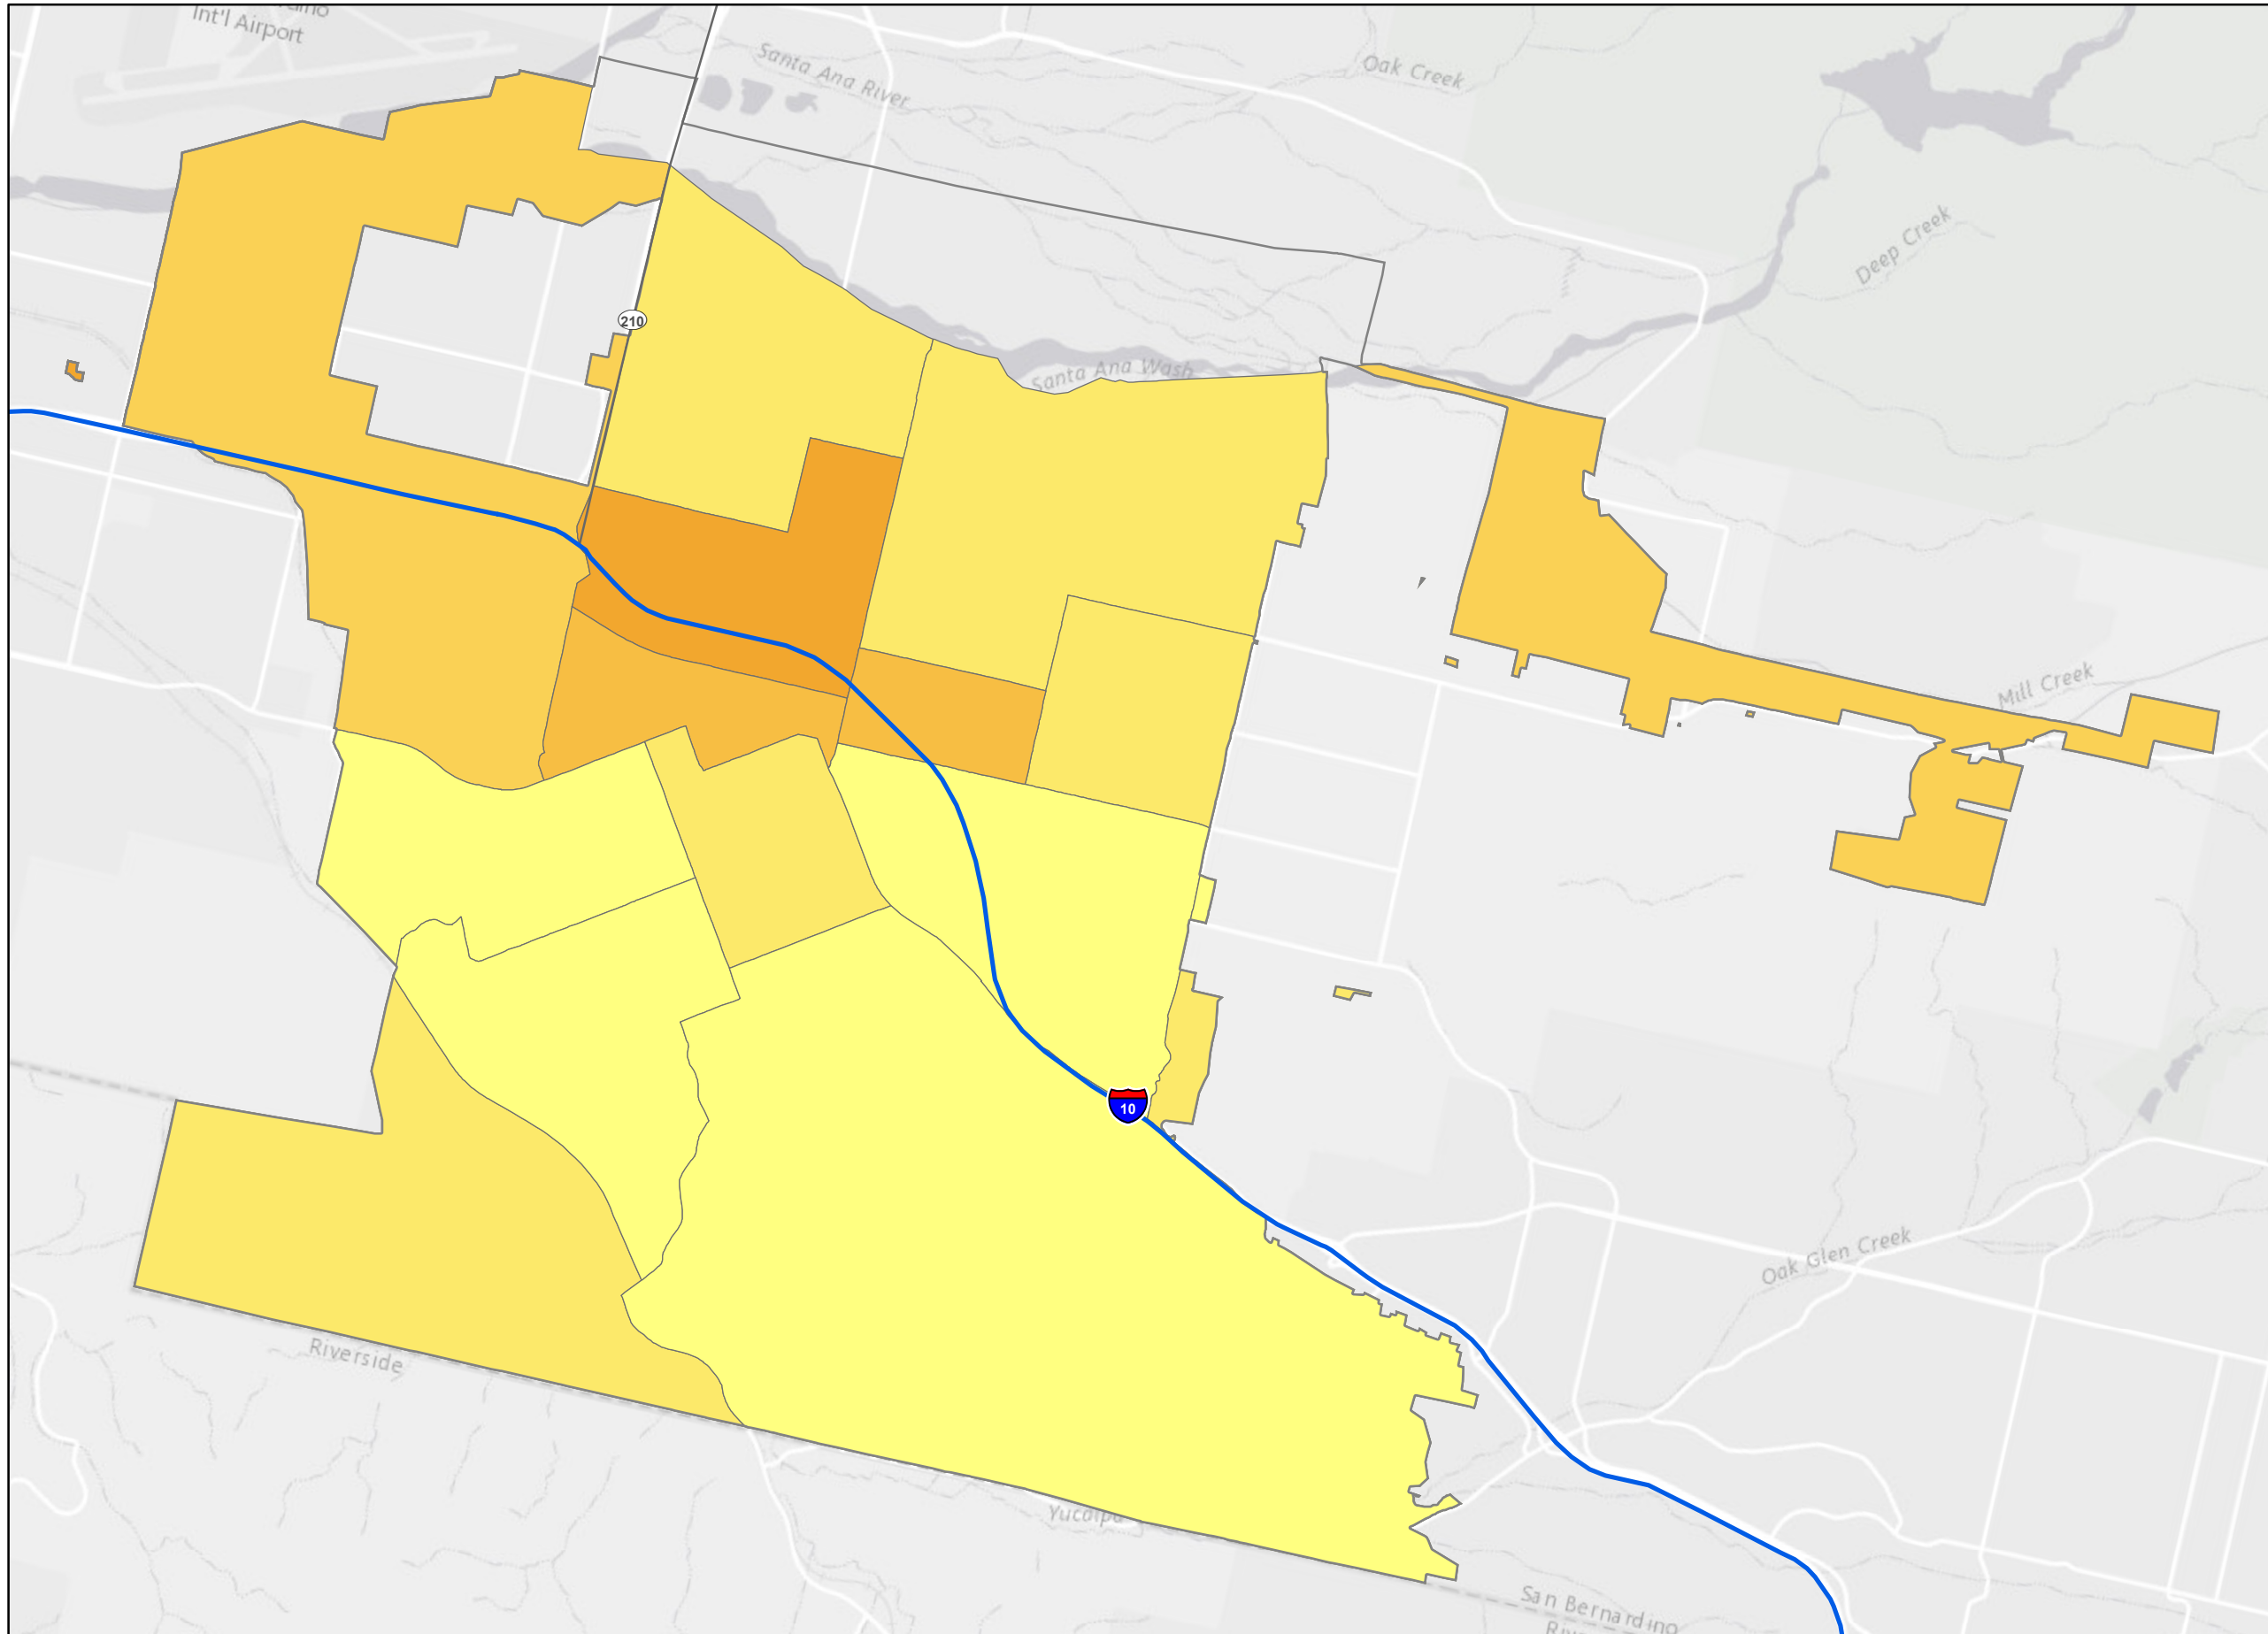 Int'l Airport
Santa Ana River
Oak Creek
Deep Creek
210
Santa Ana Wash
Mill Creek
10
Oak Glen Creek
Riverside
Yucaipa
San Bernardino